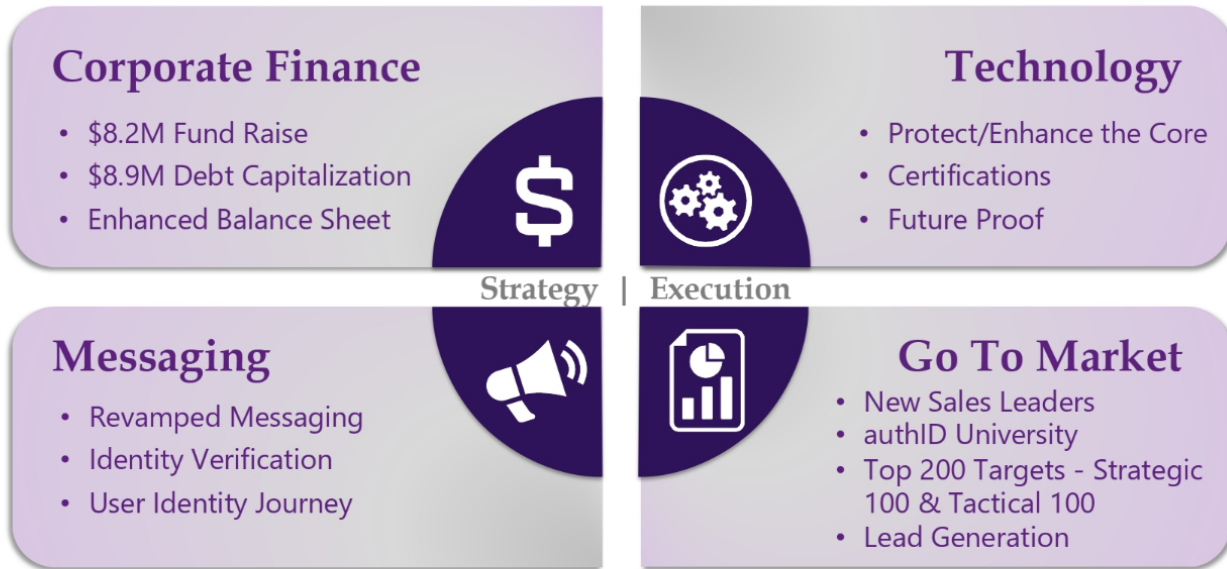 Corporate Finance
• $8.2M Fund Raise
• $8.9M Debt Capitalization
• Enhanced Balance Sheet
$
Technology
• Protect/Enhance the Core
• Certifications
• Future Proof
Strategy | Execution
Messaging
• Revamped Messaging
• Identity Verification
• User Identity Journey
Go To Market
• New Sales Leaders
• authID University
• Top 200 Targets - Strategic
100 & Tactical 100
• Lead Generation